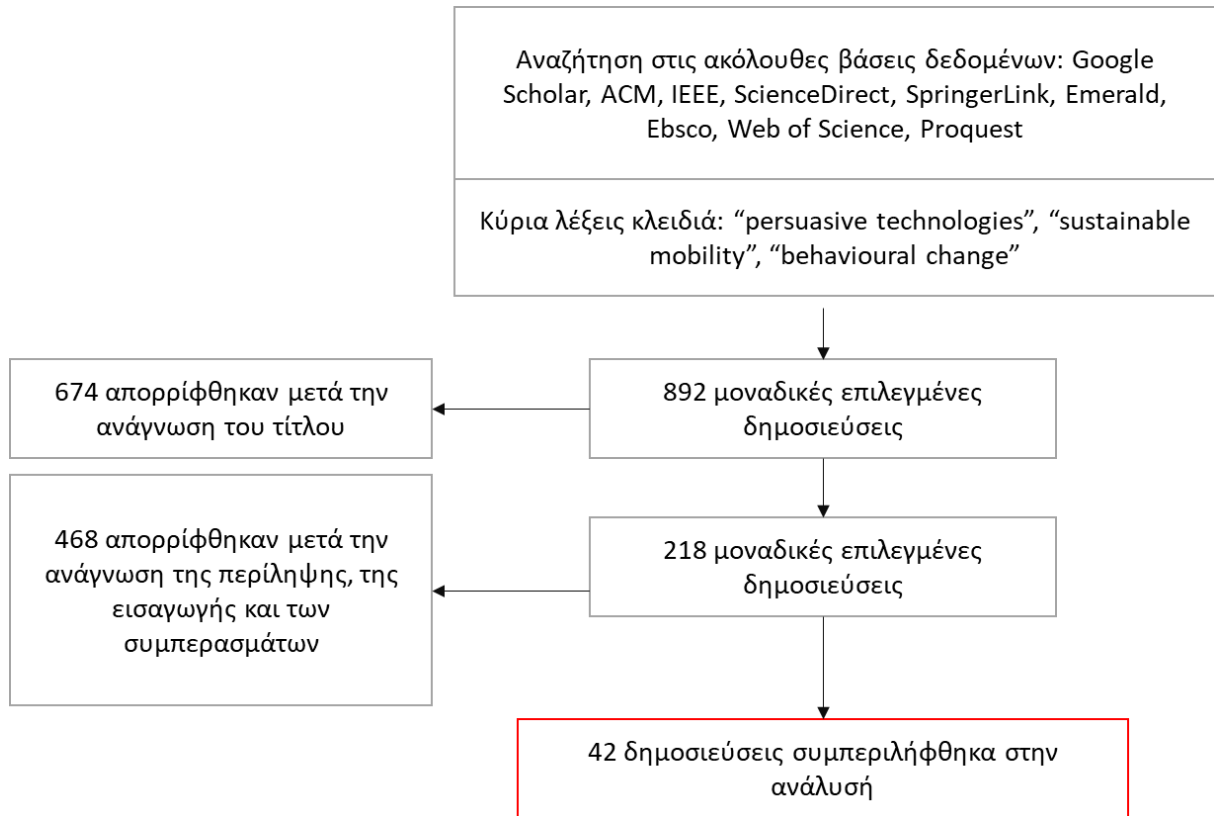 Αναζήτηση στις ακόλουθες βάσεις δεδομένων: Google
Scholar, ACM, IEEE, ScienceDirect, SpringerLink, Emerald,
Ebsco, Web of Science, Proquest
Κύρια λέξεις κλειδιά: “persuasive technologies”, “sustainable
mobility”, “behavioural change”
674 απορρίφθηκαν μετά την
ανάγνωση του τίτλου
892 μοναδικές επιλεγμένες
δημοσιεύσεις
468 απορρίφθηκαν μετά την
ανάγνωση της περίληψης, της
εισαγωγής και των
συμπερασμάτων
218 μοναδικές επιλεγμένες
δημοσιεύσεις
42 δημοσιεύσεις συμπεριλήφθηκα στην
ανάλυσή